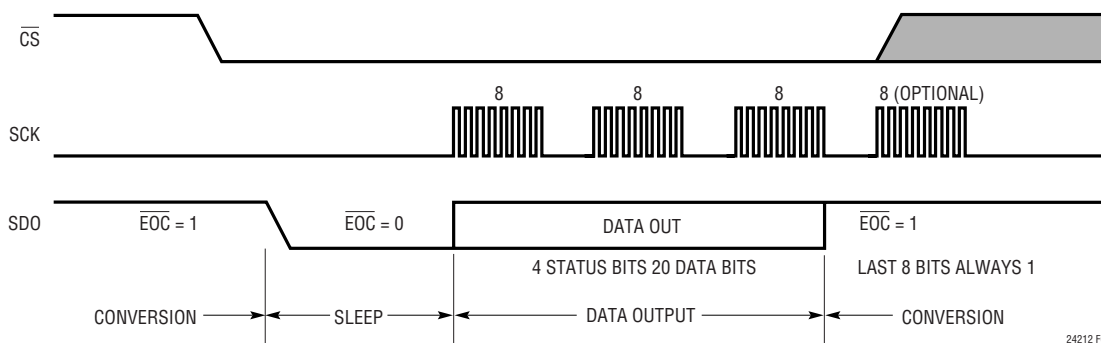 CS
8 8 8 8 (OPTIONAL)
SCK
SDO EOC = 1 EOC = 0 DATA OUT EOC = 1
4 STATUS BITS 20 DATA BITS LAST 8 BITS ALWAYS 1
CONVERSION SLEEP DATA OUTPUT CONVERSION
24212 F